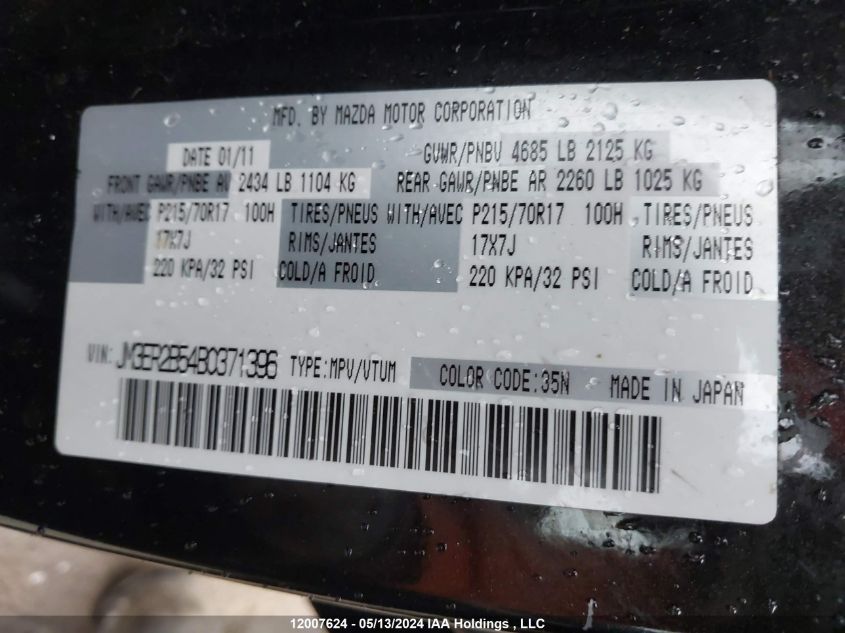 MFD. BY MAZDA MOTOR CORPORATION
DATE 01/11 GVWR/PNBV 4685 LB 2125 KG
FRONT GAWR/PNBE AV 2434 LB 1104 KG REAR GAWR/PNBE AR 2260 LB 1025 KG
WITH/AVEC P215/70R17 100H TIRES/PNEUS WITH/AVEC P215/70R17 100H TIRES/PNEUS
17X7J RIMS/JANTES 17X7J RIMS/JANTES
220 KPA/32 PSI COLD/A FROID 220 KPA/32 PSI COLD/A FROID
VIN: JM3ER2B54B0371396 TYPE:MPV/VTUM COLOR CODE:35N MADE IN JAPAN
12007624 - 05/13/2024 IAA Holdings , LLC